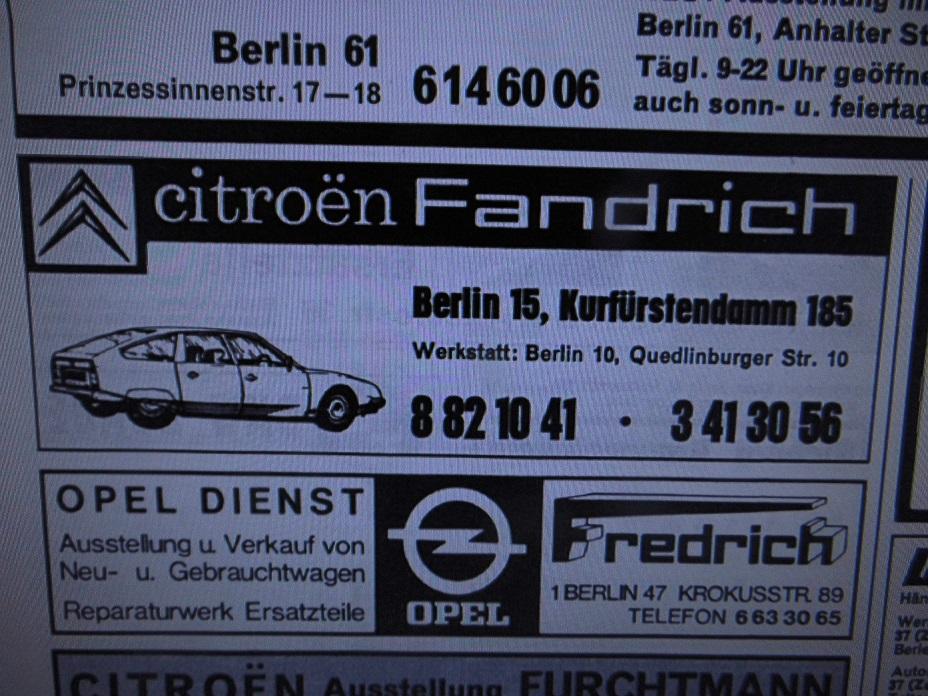 Berlin 61
Prinzessinnenstr. 17—18
6 14 60 06
Berlin 61, Anhalter
Tägl. 9-22 Uhr
auch sonn- u.
citroën Fandrich
Berlin 15, Kurfürstendamm 185
Werkstatt: Berlin 10, Quedlinburger Str. 10
8 82 10 41 · 3 41 30 56
OPEL DIENST
Ausstellung u. Verkauf von
Neu- u. Gebrauchtwagen
Reparaturwerk Ersatzteile
OPEL
Fredrich
1 BERLIN 47 KROKUSSTR. 89
TELEFON 6 63 30 65
CITROËN Ausstellung FURCHTMANN